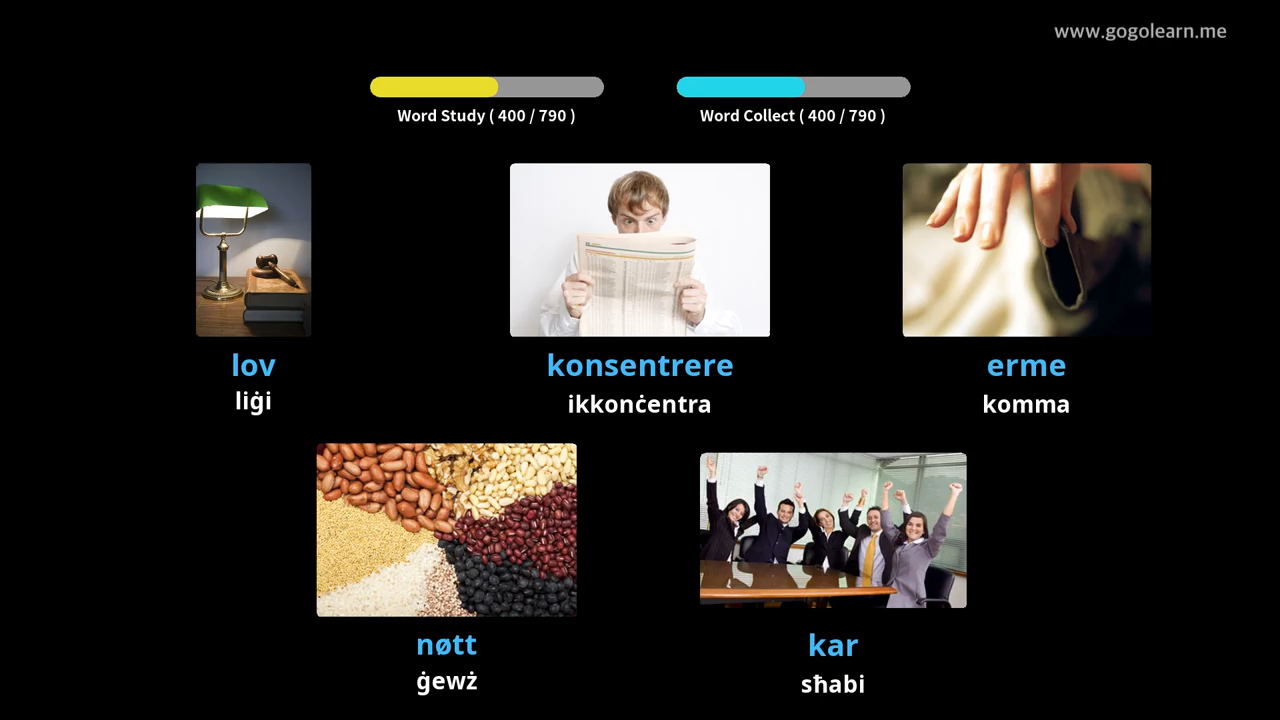 www.gogolearn.me
Word Study ( 400 / 790 )
Word Collect ( 400 / 790 )
lov
liġi
konsentrere
ikkonċentra
erme
komma
nøtt
ġewż
kar
sħabi